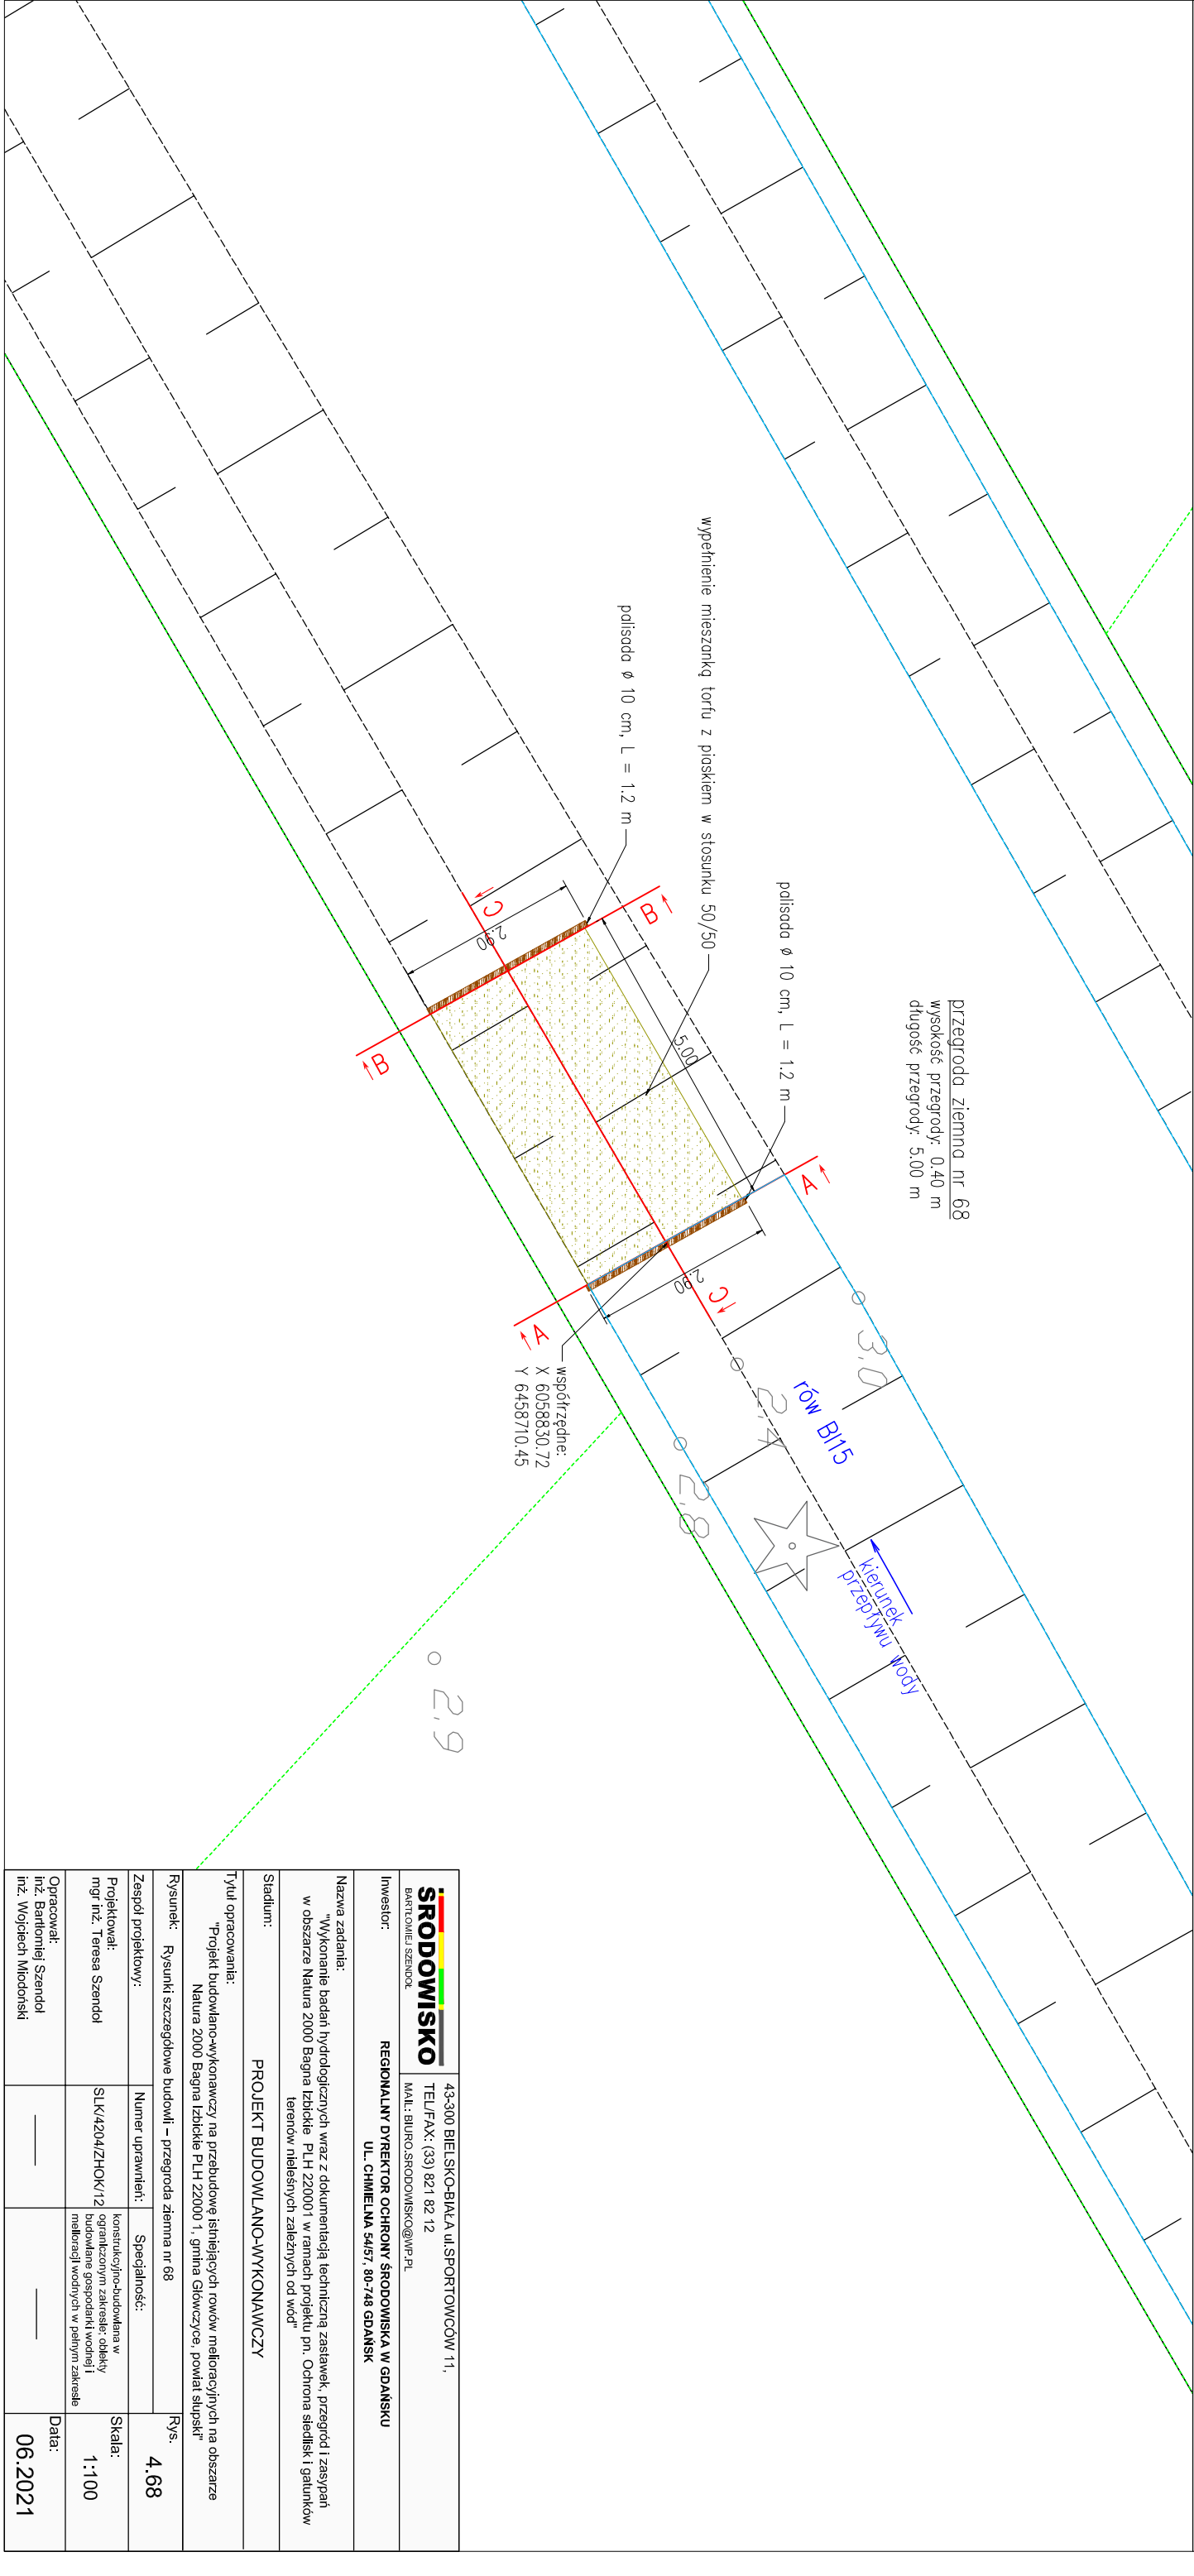 przegroda ziemna nr 68
wysokość przegrody: 0.40 m
długość przegrody: 5.00 m
palisada ø 10 cm, L = 1.2 m
wypełnienie mieszanką torfu z piaskiem w stosunku 50/50
palisada ø 10 cm, L = 1.2 m
B
B
A
A
C
C
2.90
5.00
2.90
współrzędne:
X 6058830.72
Y 6458710.45
3,0
2,4
2,8
2,9
rów BI15
kierunek
przepływu wody
ŚRODOWISKO
BARTŁOMIEJ SZENDOŁ
43-300 BIELSKO-BIAŁA ul.SPORTOWCÓW 11,
TEL/FAX: (33) 821 82 12
MAIL: BIURO.SRODOWISKO@WP.PL
Inwestor:
REGIONALNY DYREKTOR OCHRONY ŚRODOWISKA W GDAŃSKU
UL. CHMIELNA 54/57, 80-748 GDAŃSK
Nazwa zadania:
"Wykonanie badań hydrologicznych wraz z dokumentacją techniczną zastawek, przegród i zasypań
w obszarze Natura 2000 Bagna Izbickie PLH 220001 w ramach projektu pn. Ochrona siedlisk i gatunków
terenów nieleśnych zależnych od wód"
Stadium:
PROJEKT BUDOWLANO-WYKONAWCZY
Tytuł opracowania:
"Projekt budowlano-wykonawczy na przebudowę istniejących rowów melioracyjnych na obszarze
Natura 2000 Bagna Izbickie PLH 22000 1, gmina Główczyce, powiat słupski"
Rysunek: Rysunki szczegółowe budowli – przegroda ziemna nr 68
Rys.
4.68
Zespół projektowy:
Numer uprawnień:
Specjalność:
Projektował:
mgr inż. Teresa Szendoł
SLK/4204/ZHOK/12
konstrukcyjno-budowlana w
ograniczonym zakresie: obiekty
budowlane gospodarki wodnej i
melioracji wodnych w pełnym zakresie
Skala:
1:100
Opracował:
inż. Bartłomiej Szendoł
inż. Wojciech Miodoński
Data:
06.2021